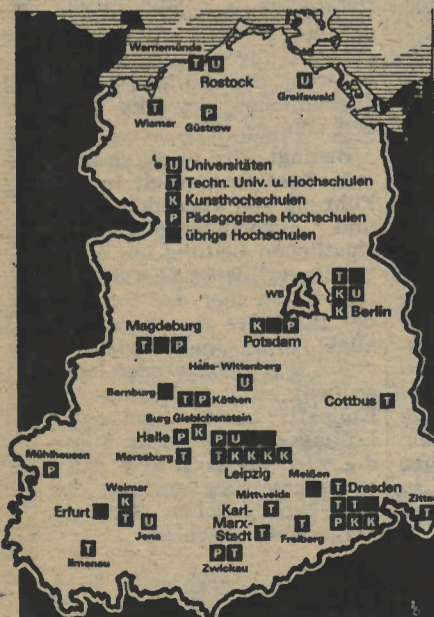 Warnemünde
T U
Rostock
U
Greifswald
T
Wismar
P
Güstrow
U Universitäten
T Techn. Univ. u. Hochschulen
K Kunsthochschulen
P Pädagogische Hochschulen
übrige Hochschulen
WB
T
K U
K Berlin
K P
Potsdam
Magdeburg
T P
Halle-Wittenberg
U
Bernburg
T P Köthen
Cottbus T
Burg Giebichenstein
K
Halle P
P U
Merseburg T
T K K K K
Leipzig
Mühlhausen
P
Meißen
T Dresden
T T
P K K
Zittau
T
Weimar
K
T
Erfurt
U
Jena
Mittweida
T
Karl-
Marx-
Stadt T
T
Freiberg
T
Ilmenau
P T
Zwickau